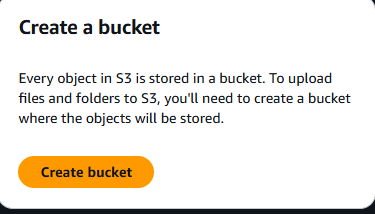 Create a bucket
Every object in S3 is stored in a bucket. To upload
files and folders to S3, you'll need to create a bucket
where the objects will be stored.
Create bucket